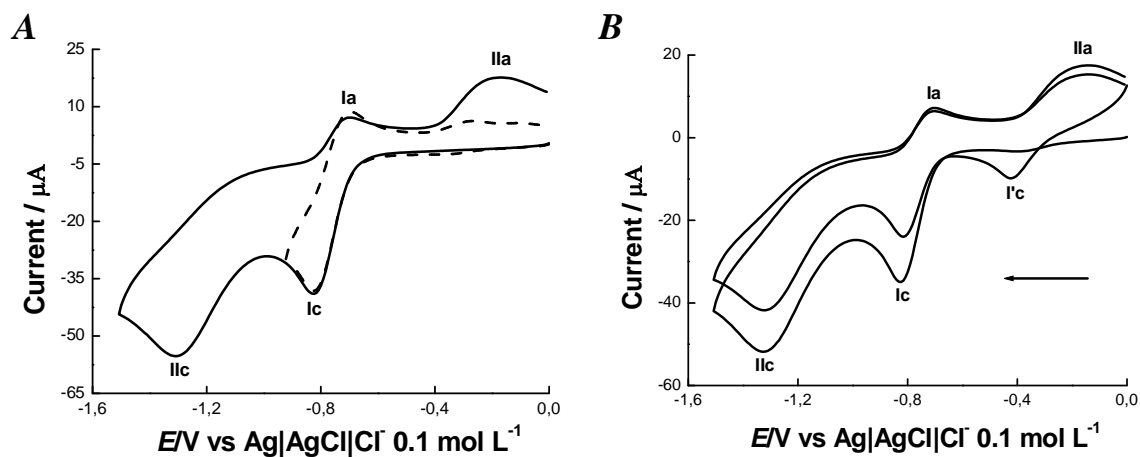 A
25
10
-5
-20
-35
-50
-65
Current / μA
Ia
IIa
Ic
IIc
-1,6
-1,2
-0,8
-0,4
0,0
E/V vs Ag|AgCl|Cl⁻ 0.1 mol L⁻¹
B
20
0
-20
-40
-60
Current / μA
IIa
Ia
I'c
Ic
IIc
-1,6
-1,2
-0,8
-0,4
0,0
E/V vs Ag|AgCl|Cl⁻ 0.1 mol L⁻¹